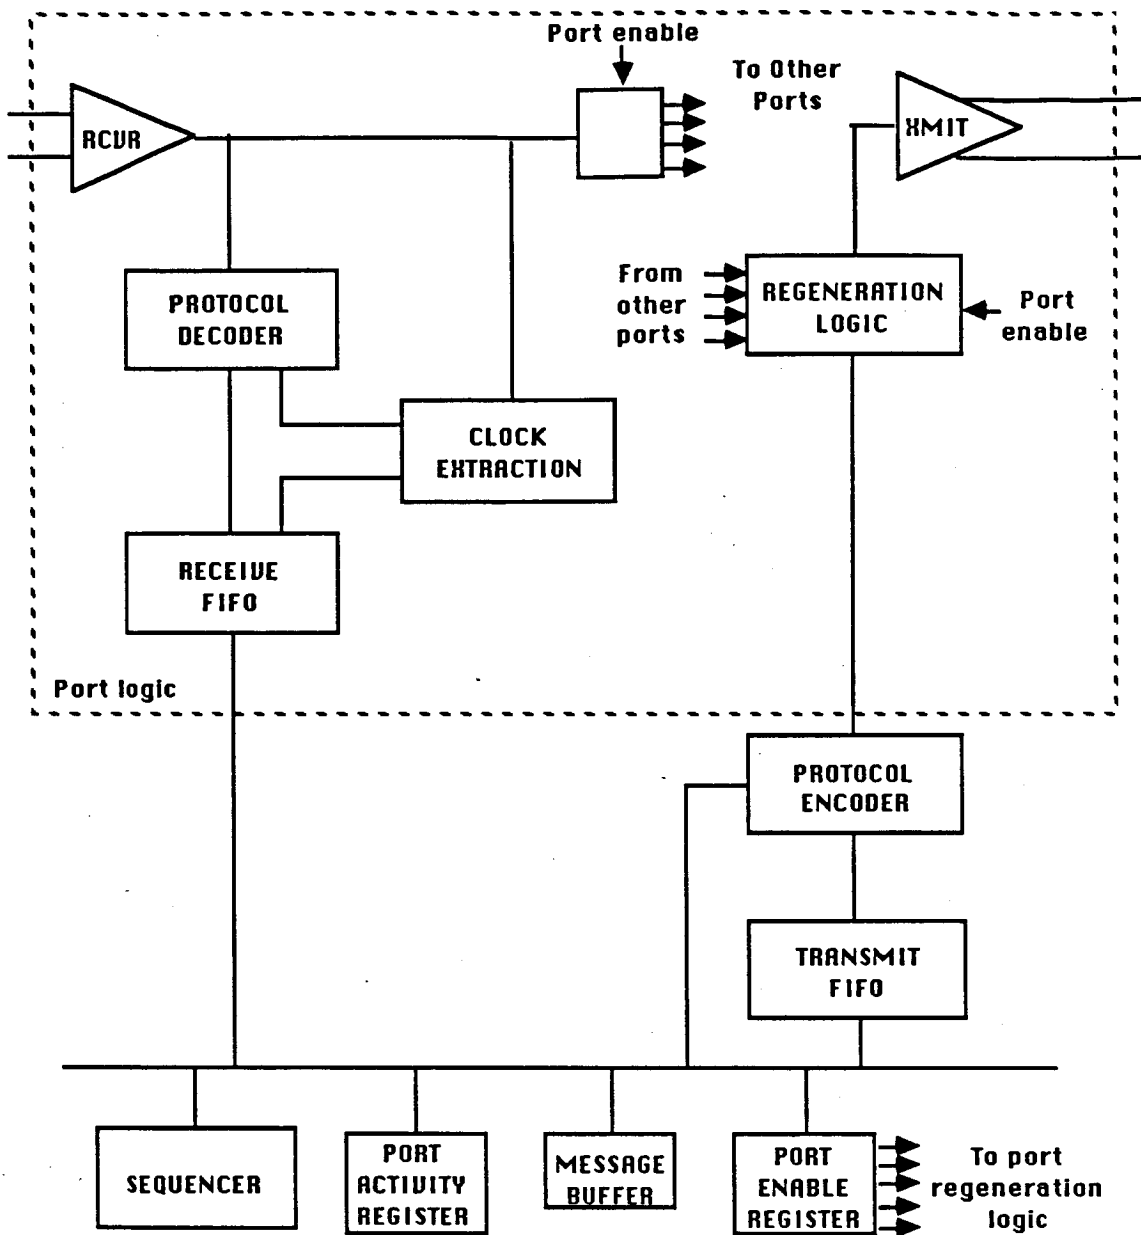 Port enable
To Other
Ports
RCVR
XMIT
PROTOCOL
DECODER
From
other
ports
REGENERATION
LOGIC
Port
enable
CLOCK
EXTRACTION
RECEIVE
FIFO
Port logic
PROTOCOL
ENCODER
TRANSMIT
FIFO
SEQUENCER
PORT
ACTIVITY
REGISTER
MESSAGE
BUFFER
PORT
ENABLE
REGISTER
To port
regeneration
logic